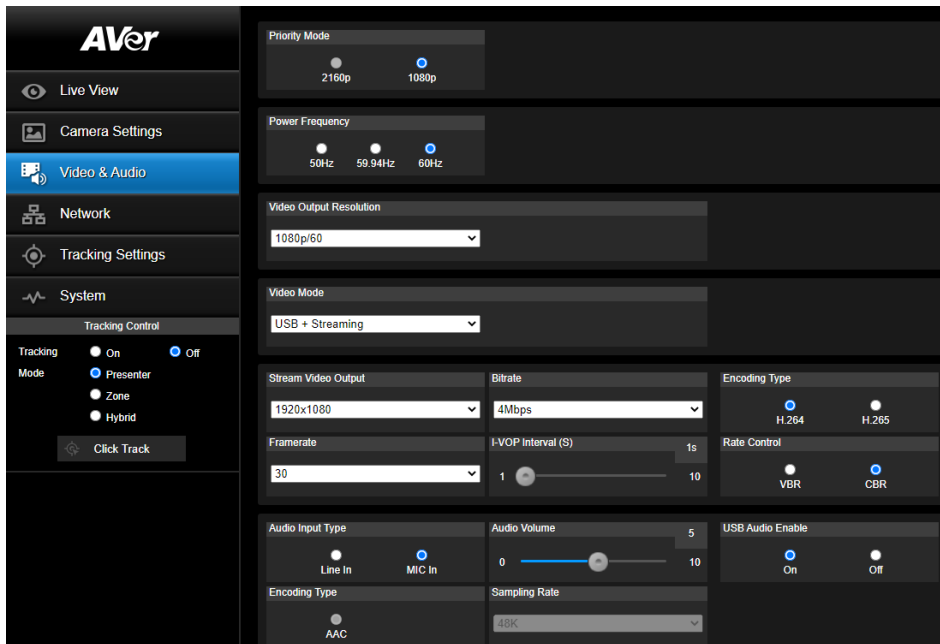 AVer
Live View
Camera Settings
Video & Audio
Network
Tracking Settings
System
Tracking Control
Tracking On Off
Mode Presenter
Zone
Hybrid
Click Track
Priority Mode
2160p 1080p
Power Frequency
50Hz 59.94Hz 60Hz
Video Output Resolution
1080p/60
Video Mode
USB + Streaming
Stream Video Output Bitrate Encoding Type
1920x1080 4Mbps H.264 H.265
Framerate I-VOP Interval (S) 1s Rate Control
30 1 10 VBR CBR
Audio Input Type Audio Volume 5 USB Audio Enable
Line In MIC In 0 10 On Off
Encoding Type Sampling Rate
AAC 48K